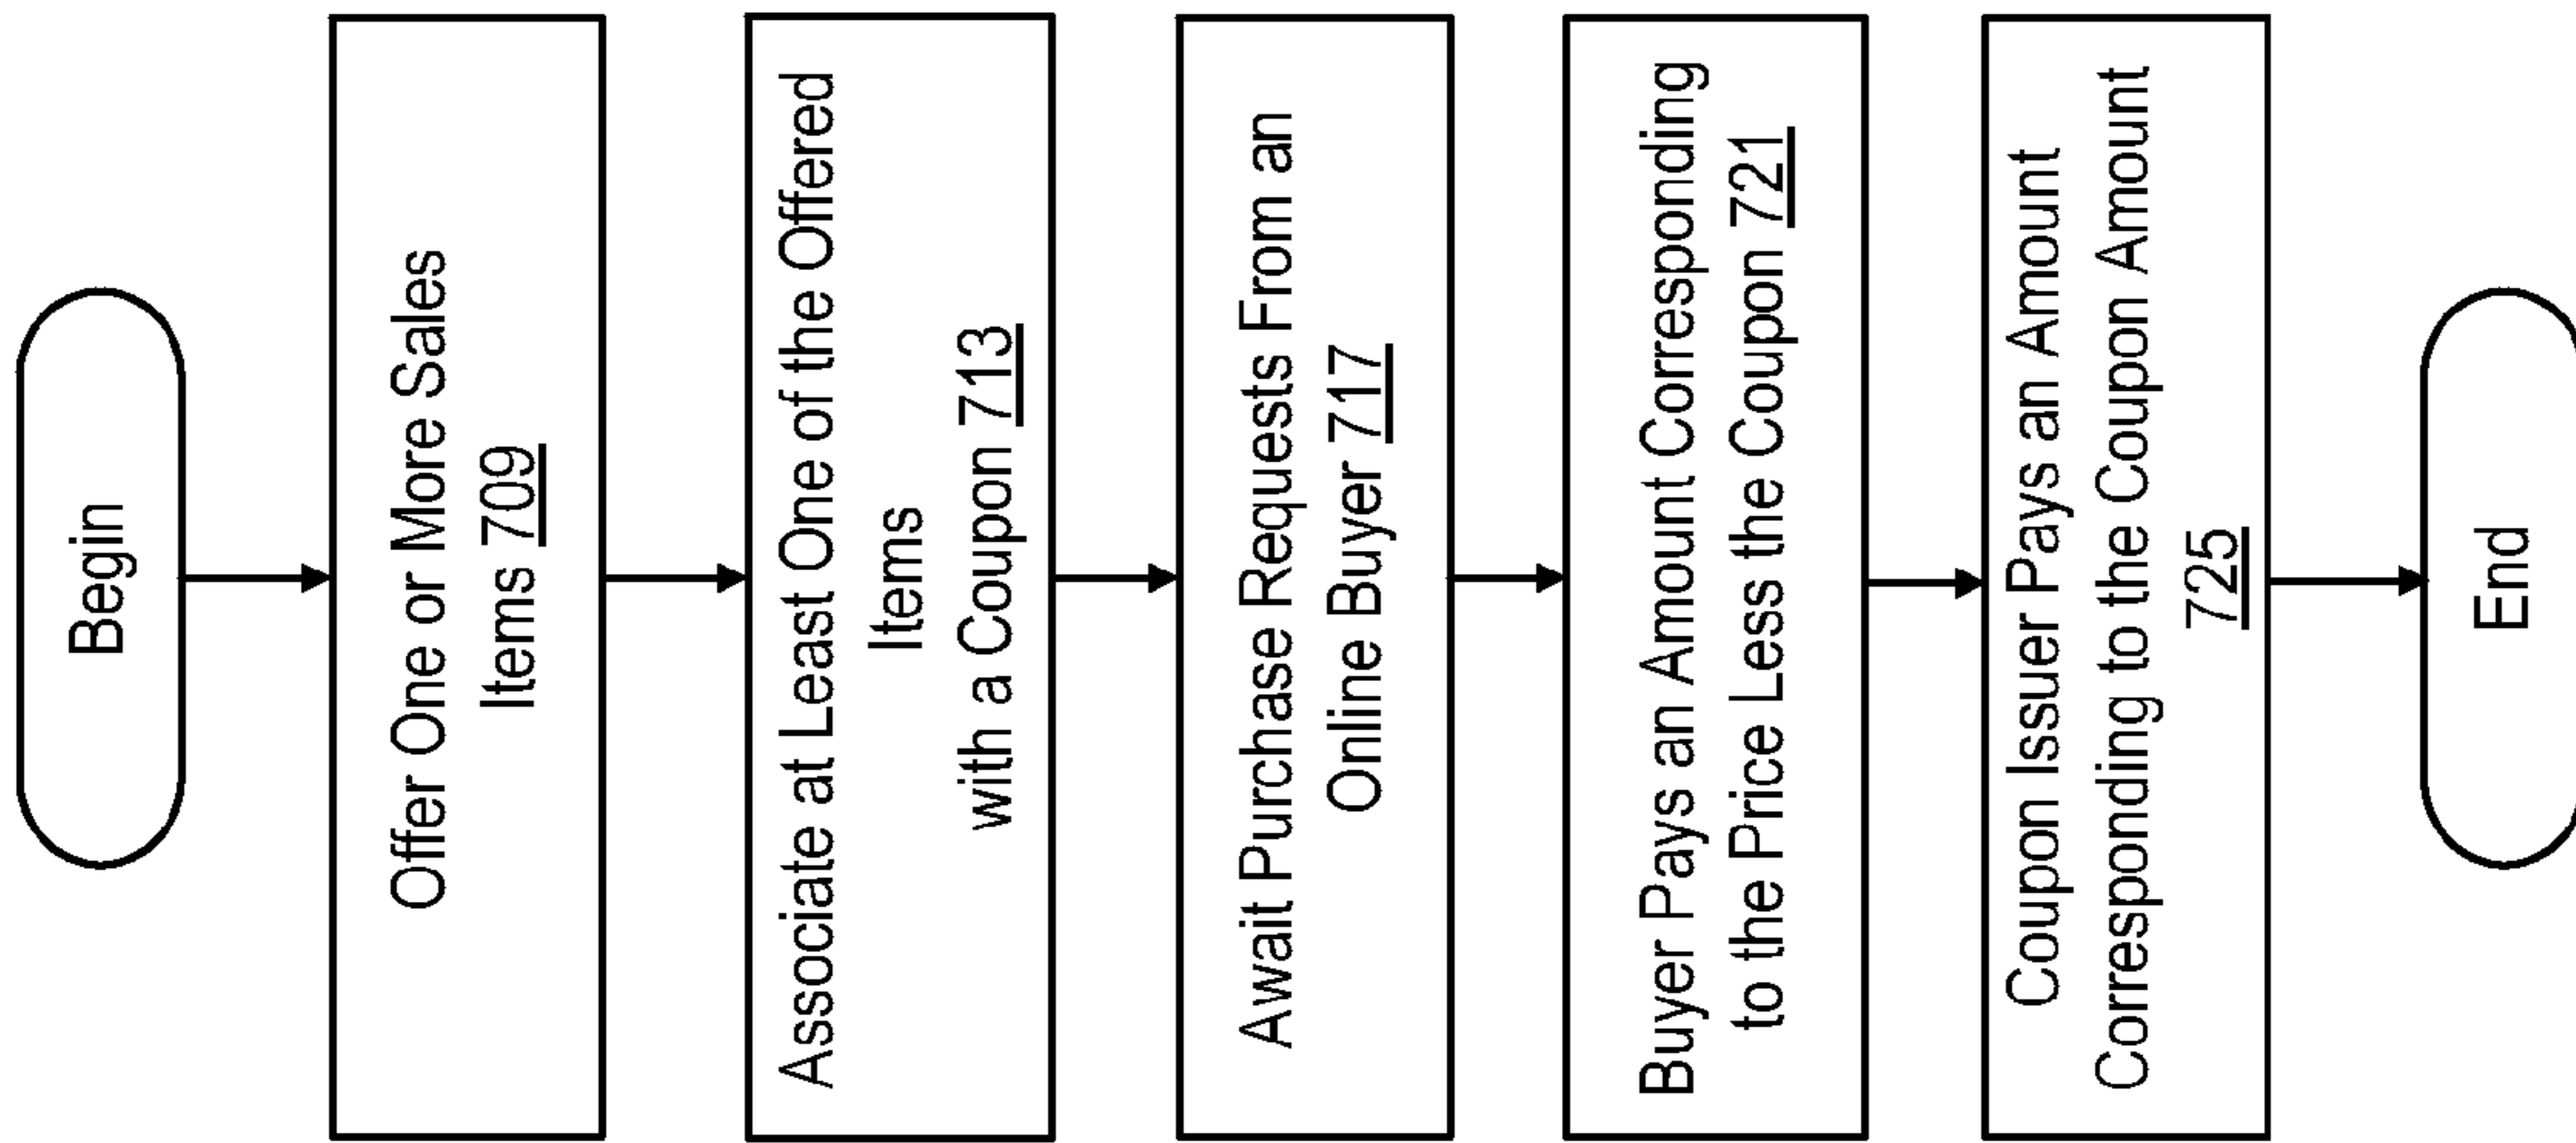 Begin
Offer One or More Sales
Items 709
Associate at Least One of the Offered
Items
with a Coupon 713
Await Purchase Requests From an
Online Buyer 717
Buyer Pays an Amount Corresponding
to the Price Less the Coupon 721
Coupon Issuer Pays an Amount
Corresponding to the Coupon Amount
725
End